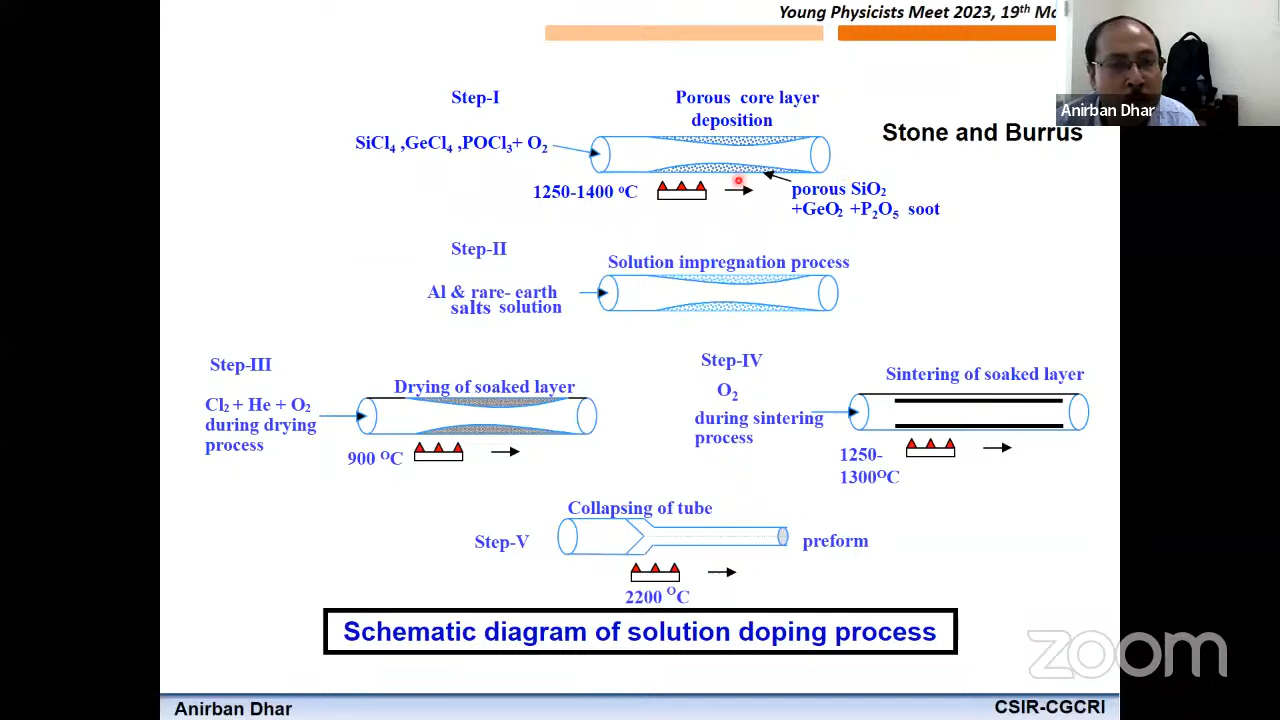 Young Physicists Meet 2023, 19th Ma
Anirban Dhar
Step-I
Porous core layer
deposition
Stone and Burrus
SiCl4 ,GeCl4 ,POCl3+ O2
1250-1400 oC
porous SiO2
+GeO2 +P2O5 soot
Step-II
Solution impregnation process
Al & rare- earth
salts solution
Step-III
Drying of soaked layer
Cl2 + He + O2
during drying
process
900 OC
Step-IV
Sintering of soaked layer
O2
during sintering
process
1250-
1300OC
Collapsing of tube
Step-V
preform
2200 OC
Schematic diagram of solution doping process
zoom
Anirban Dhar
CSIR-CGCRI